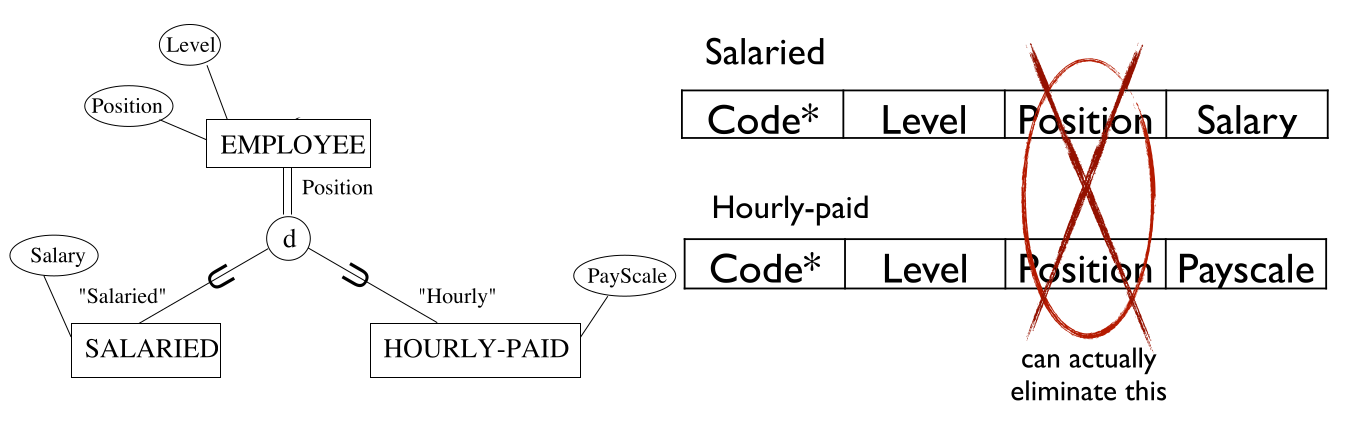 Level
Position
EMPLOYEE
Position
d
Salary
"Salaried"
"Hourly"
PayScale
SALARIED
HOURLY-PAID
Salaried
Code* Level Position Salary
Hourly-paid
Code* Level Position Payscale
can actually
eliminate this